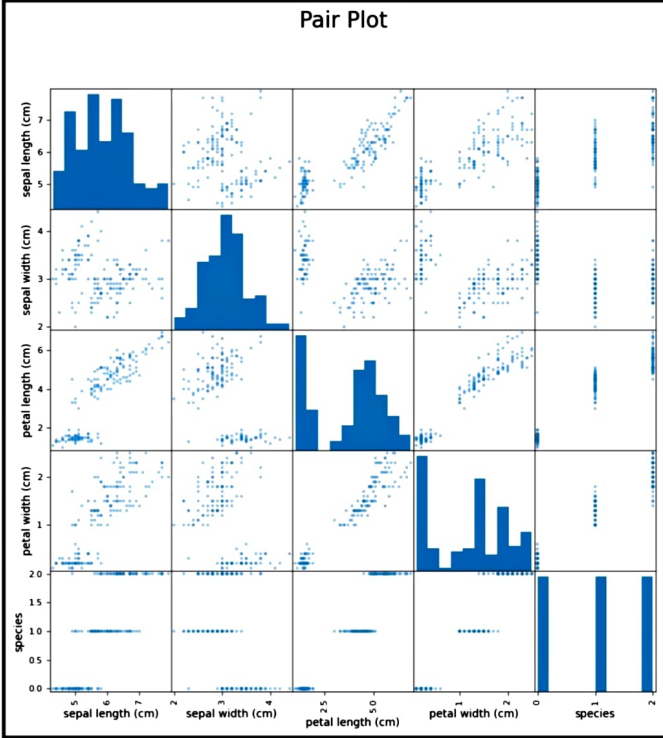 Pair Plot
sepal length (cm)
7
6
5
sepal width (cm)
4
3
2
petal length (cm)
6
4
2
petal width (cm)
2
1
species
2.0
1.5
1.0
0.5
0.0
5 6 7 2 3 4 2.5 5.0 1 2 0 1 2
sepal length (cm) sepal width (cm) petal length (cm) petal width (cm) species